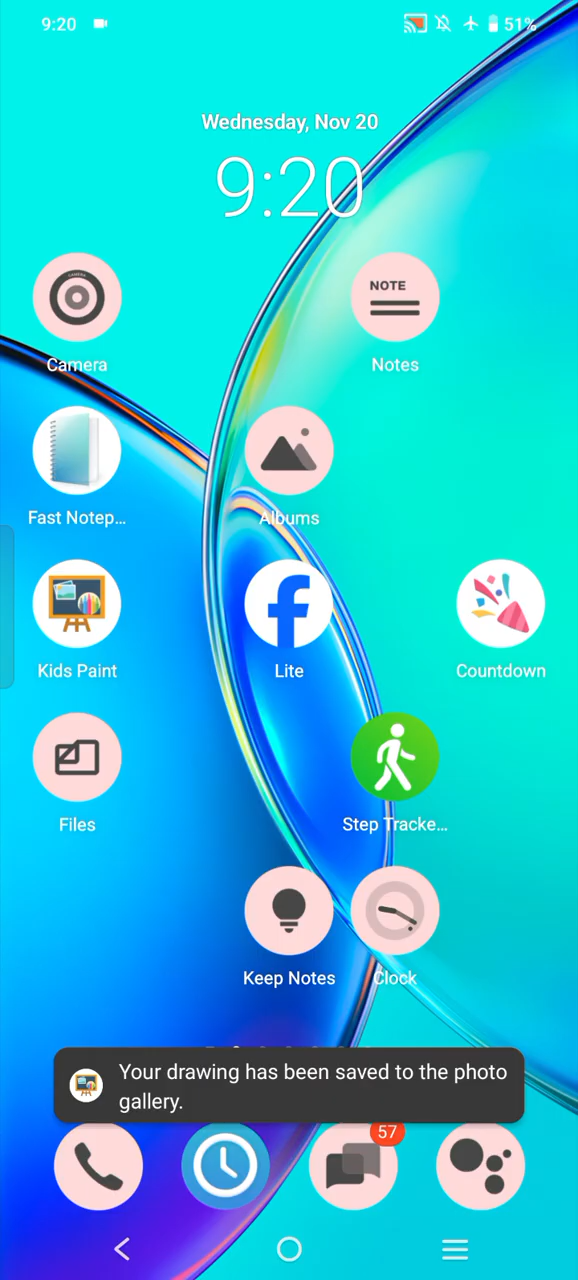 9:20
51%
Wednesday, Nov 20
9:20
CAMERA
NOTE
Camera
Notes
Fast Notep...
Albums
Kids Paint
Lite
Countdown
Files
Step Tracke...
Keep Notes
Clock
Your drawing has been saved to the photo
gallery.
57